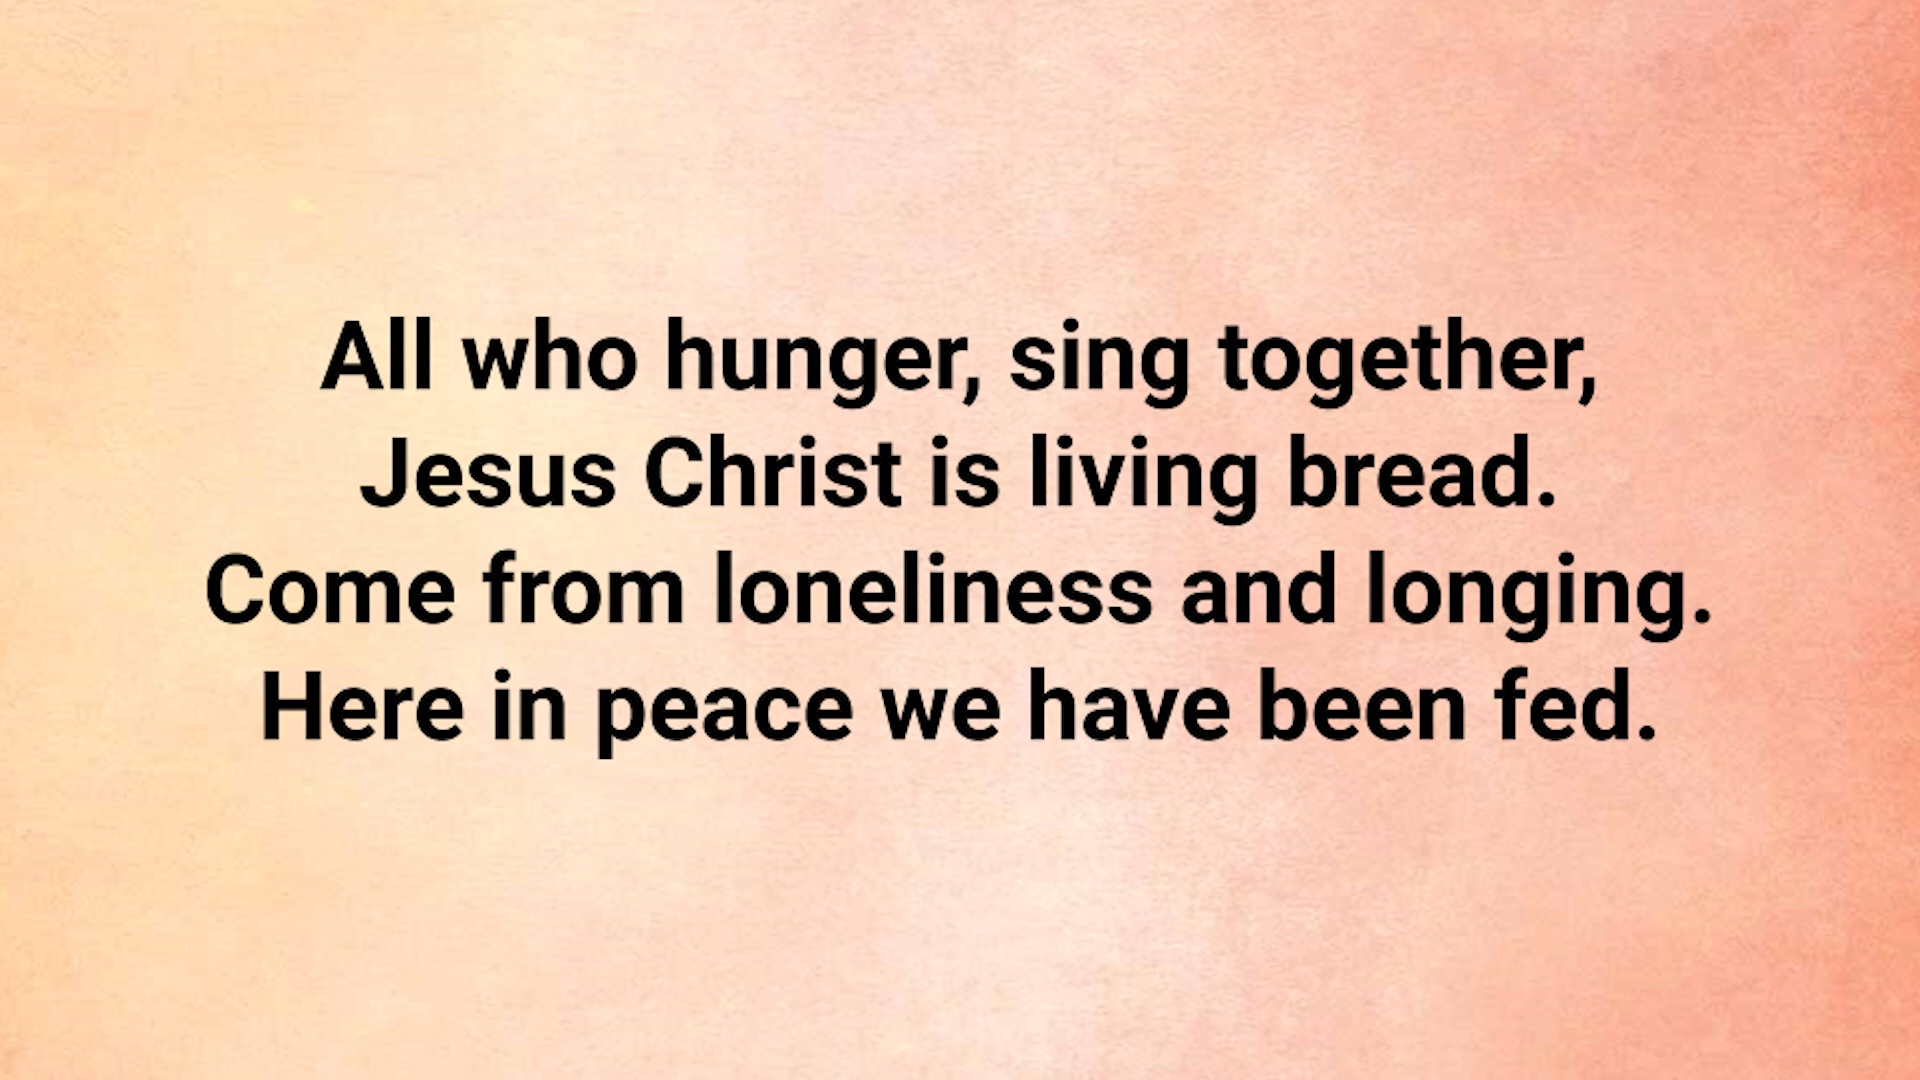 All who hunger, sing together,
Jesus Christ is living bread.
Come from loneliness and longing.
Here in peace we have been fed.